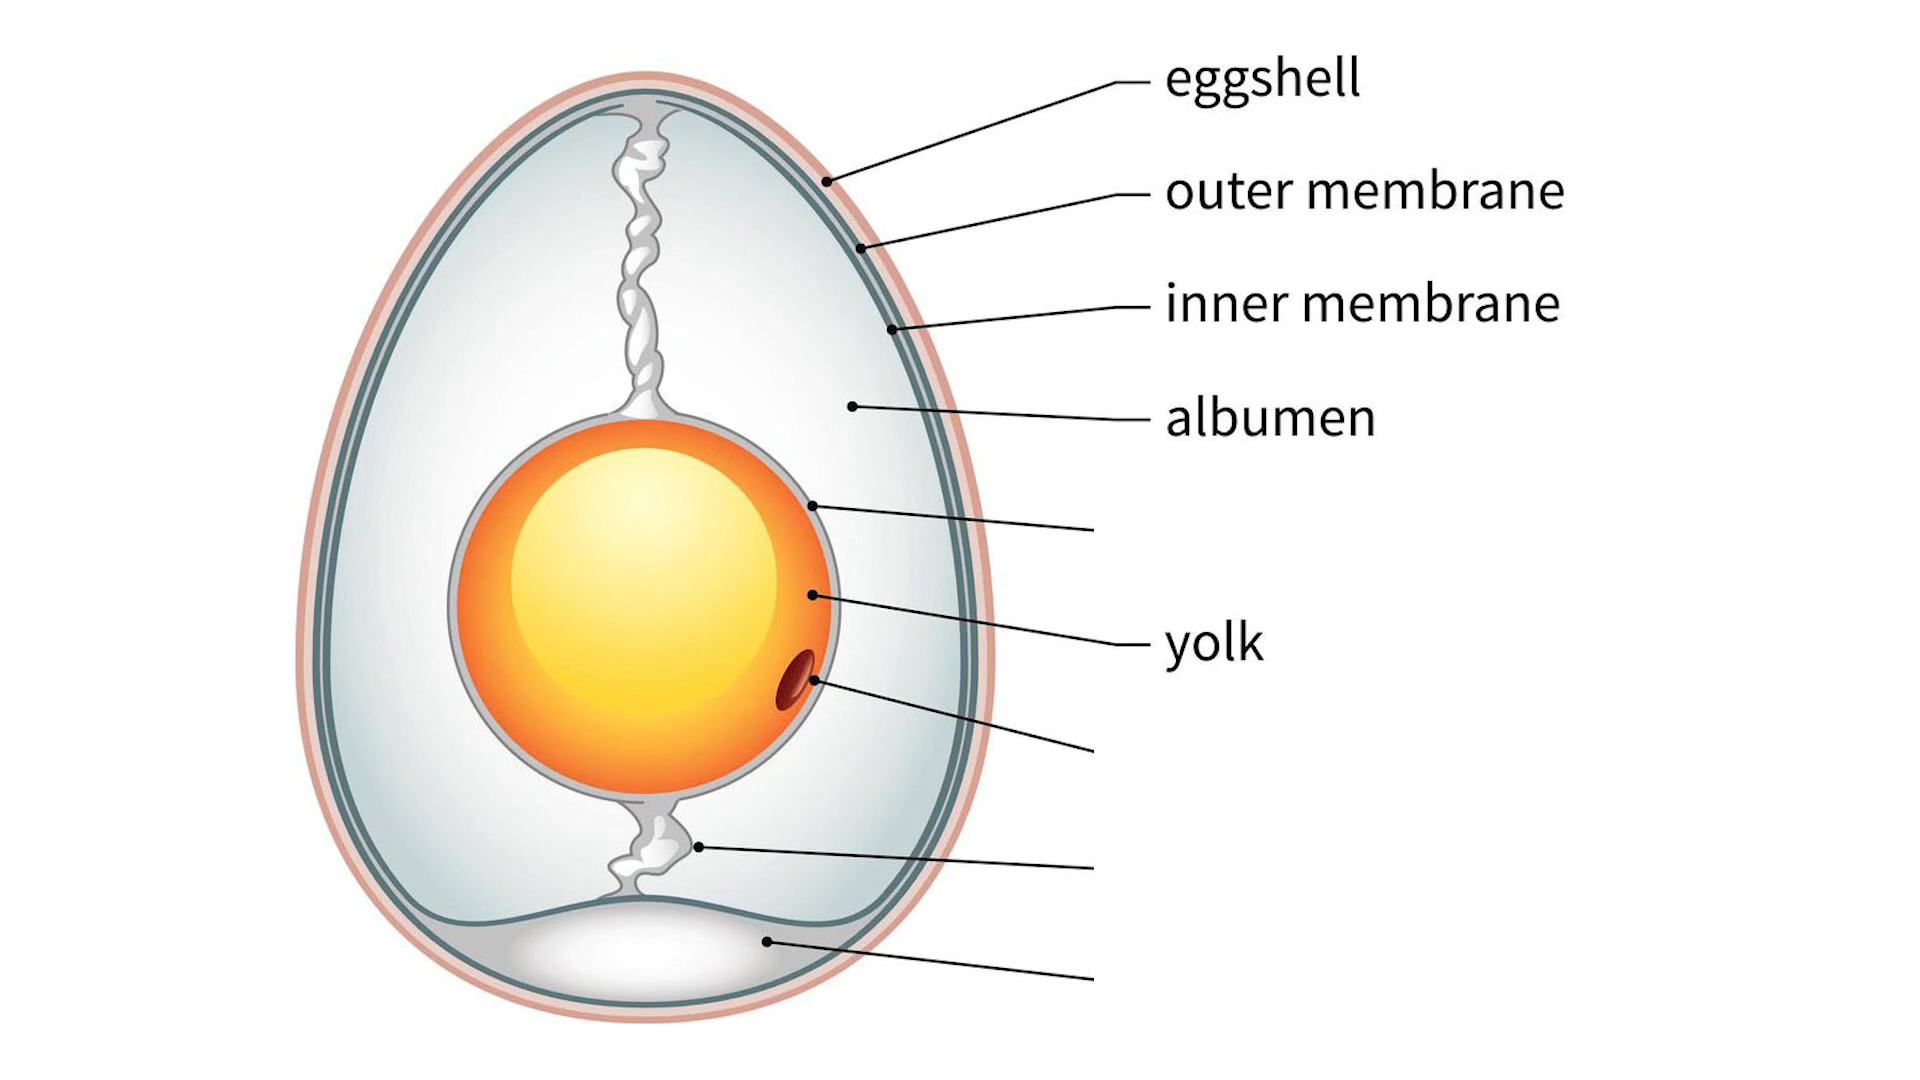 eggshell
outer membrane
inner membrane
albumen
yolk